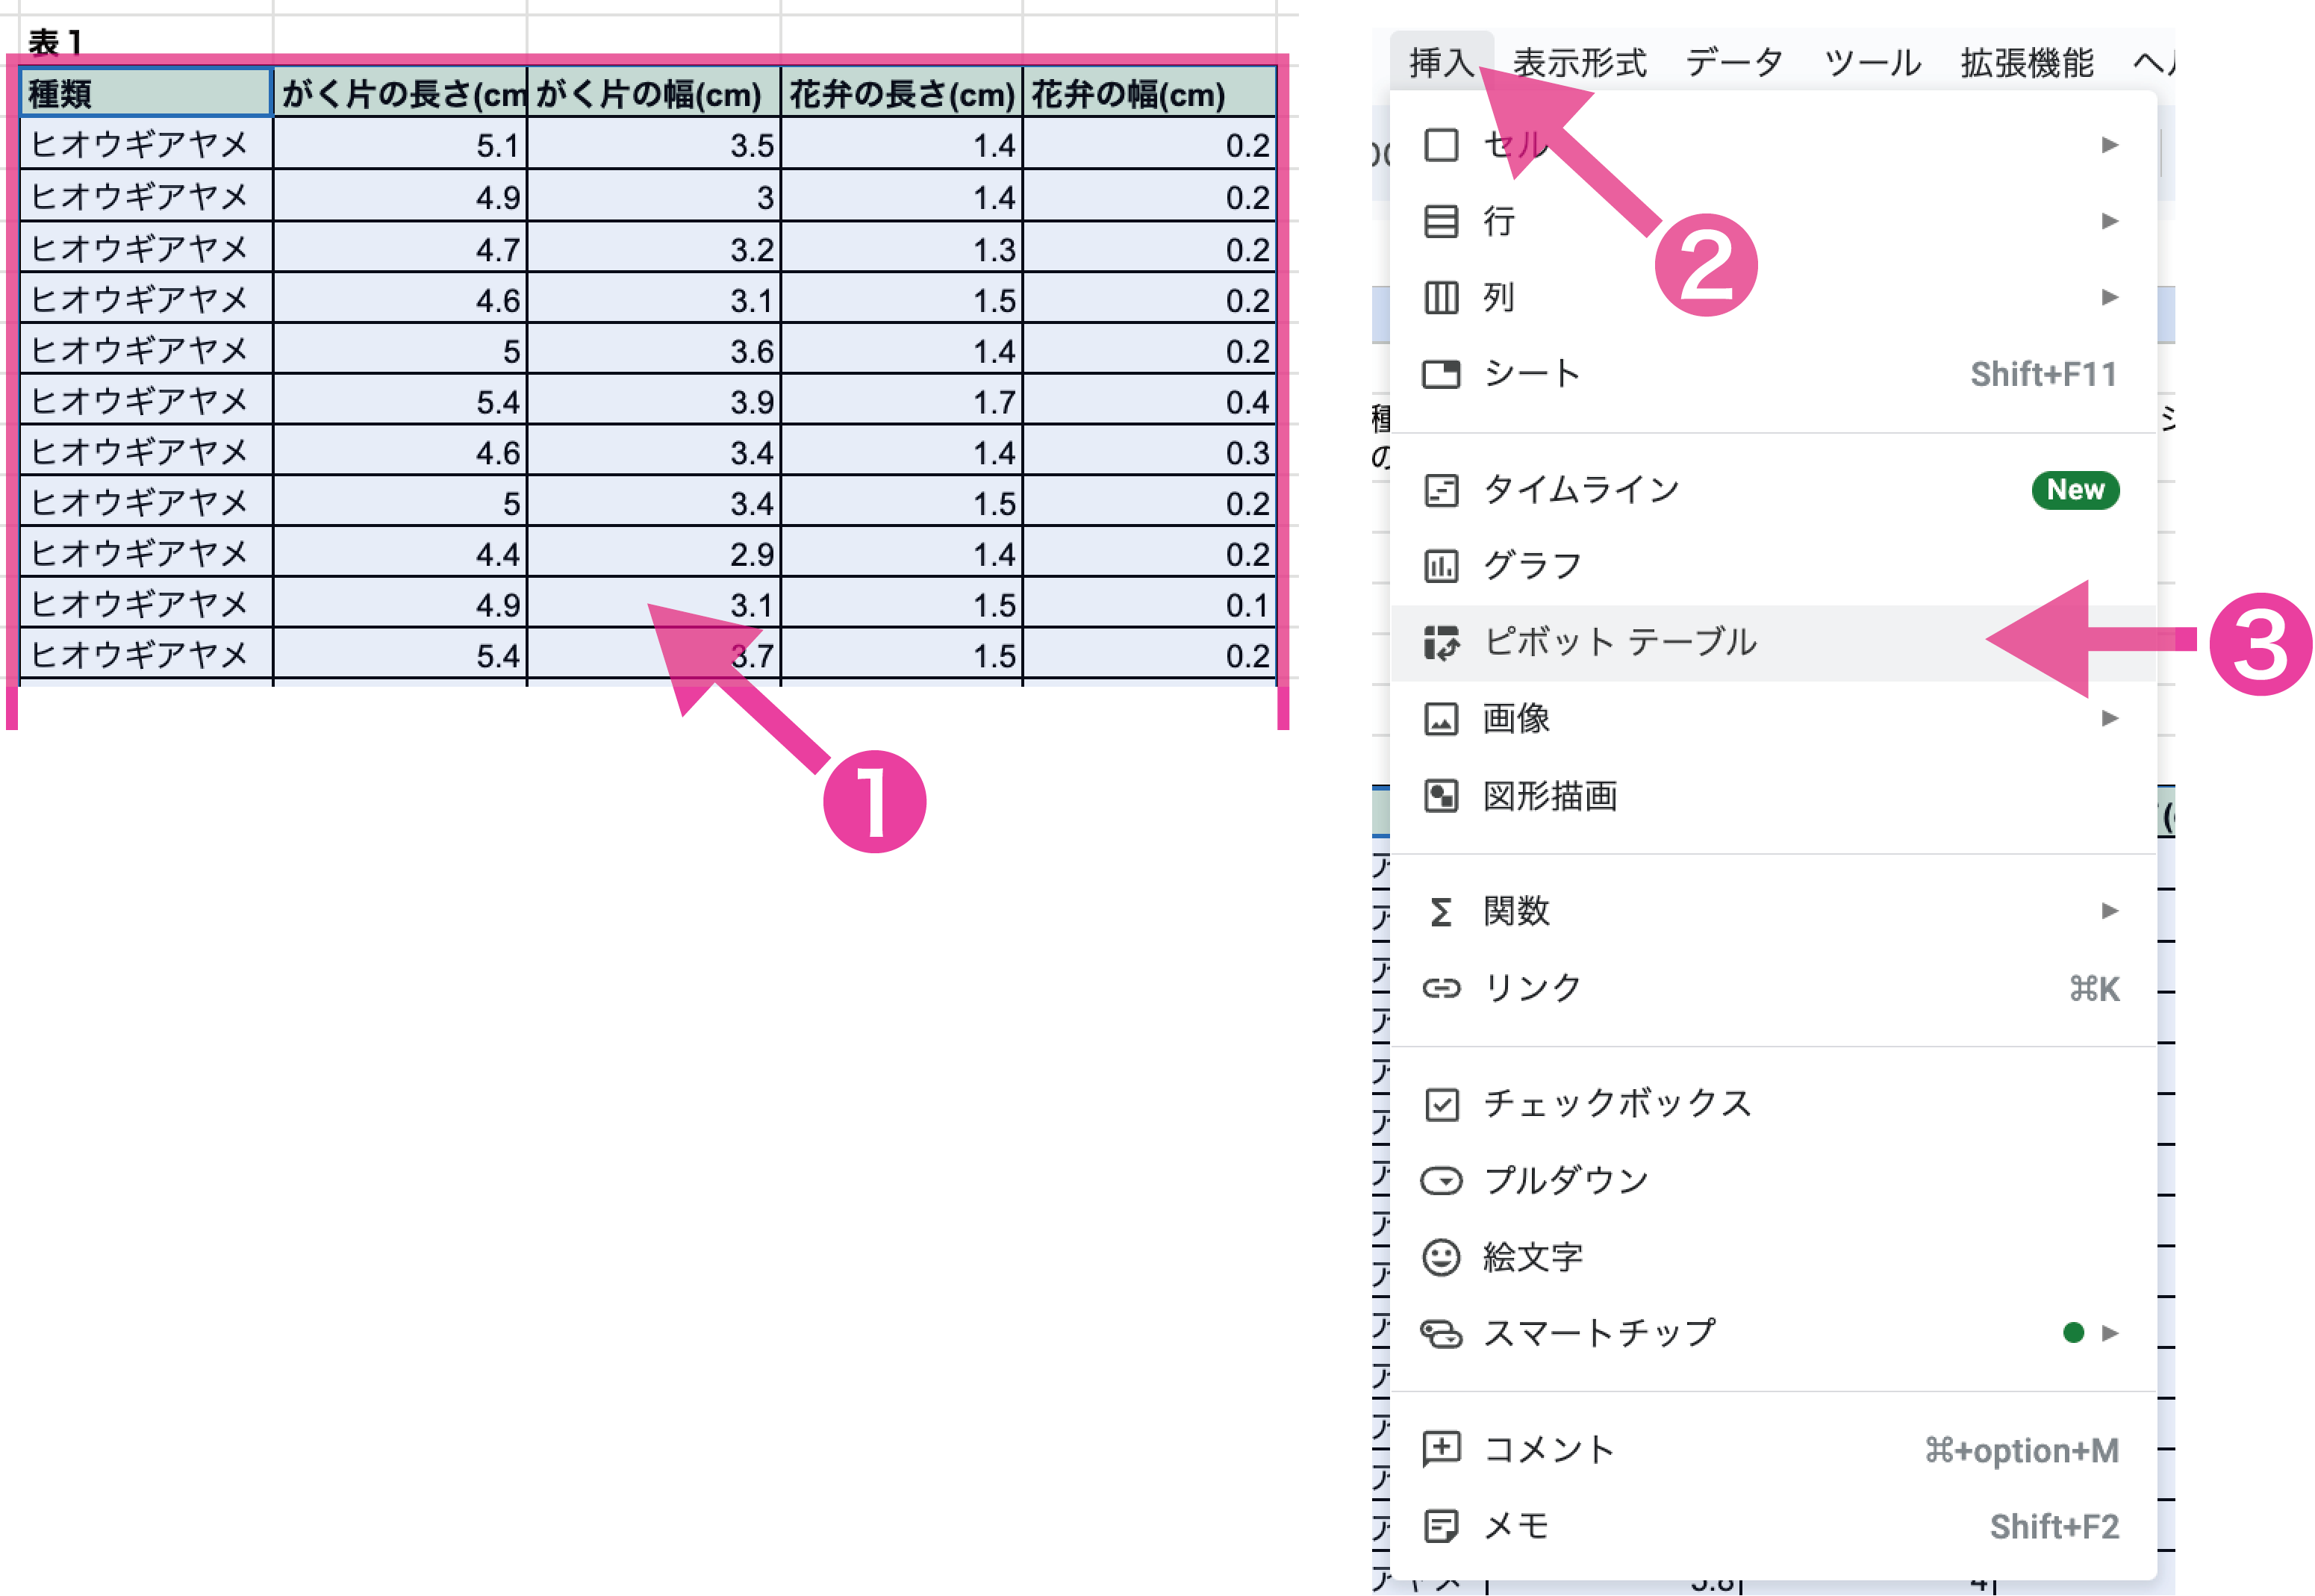 表1
種類 がく片の長さ(cm がく片の幅(cm) 花弁の長さ(cm) 花弁の幅(cm)
ヒオウギアヤメ 5.1 3.5 1.4 0.2
ヒオウギアヤメ 4.9 3 1.4 0.2
ヒオウギアヤメ 4.7 3.2 1.3 0.2
ヒオウギアヤメ 4.6 3.1 1.5 0.2
ヒオウギアヤメ 5 3.6 1.4 0.2
ヒオウギアヤメ 5.4 3.9 1.7 0.4
ヒオウギアヤメ 4.6 3.4 1.4 0.3
ヒオウギアヤメ 5 3.4 1.5 0.2
ヒオウギアヤメ 4.4 2.9 1.4 0.2
ヒオウギアヤメ 4.9 3.1 1.5 0.1
ヒオウギアヤメ 5.4 3.7 1.5 0.2
1
挿入 表示形式 データ ツール 拡張機能
セル
行
2
列
シート Shift+F11
タイムライン New
グラフ
ピボット テーブル
3
画像
図形描画
関数
リンク ⌘K
チェックボックス
プルダウン
絵文字
スマートチップ
コメント ⌘+option+M
メモ Shift+F2